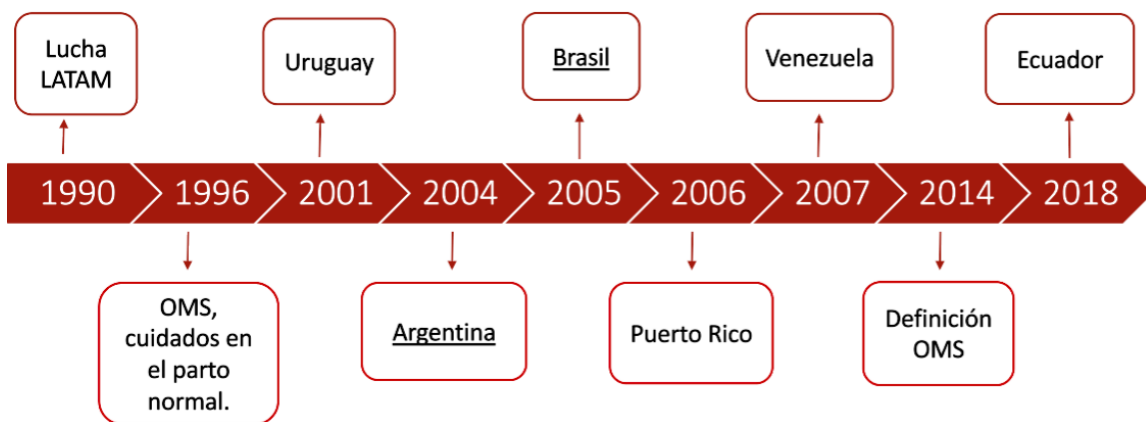 Lucha
LATAM
Uruguay
Brasil
Venezuela
Ecuador
1990
1996
2001
2004
2005
2006
2007
2014
2018
OMS,
cuidados en
el parto
normal.
Argentina
Puerto Rico
Definición
OMS